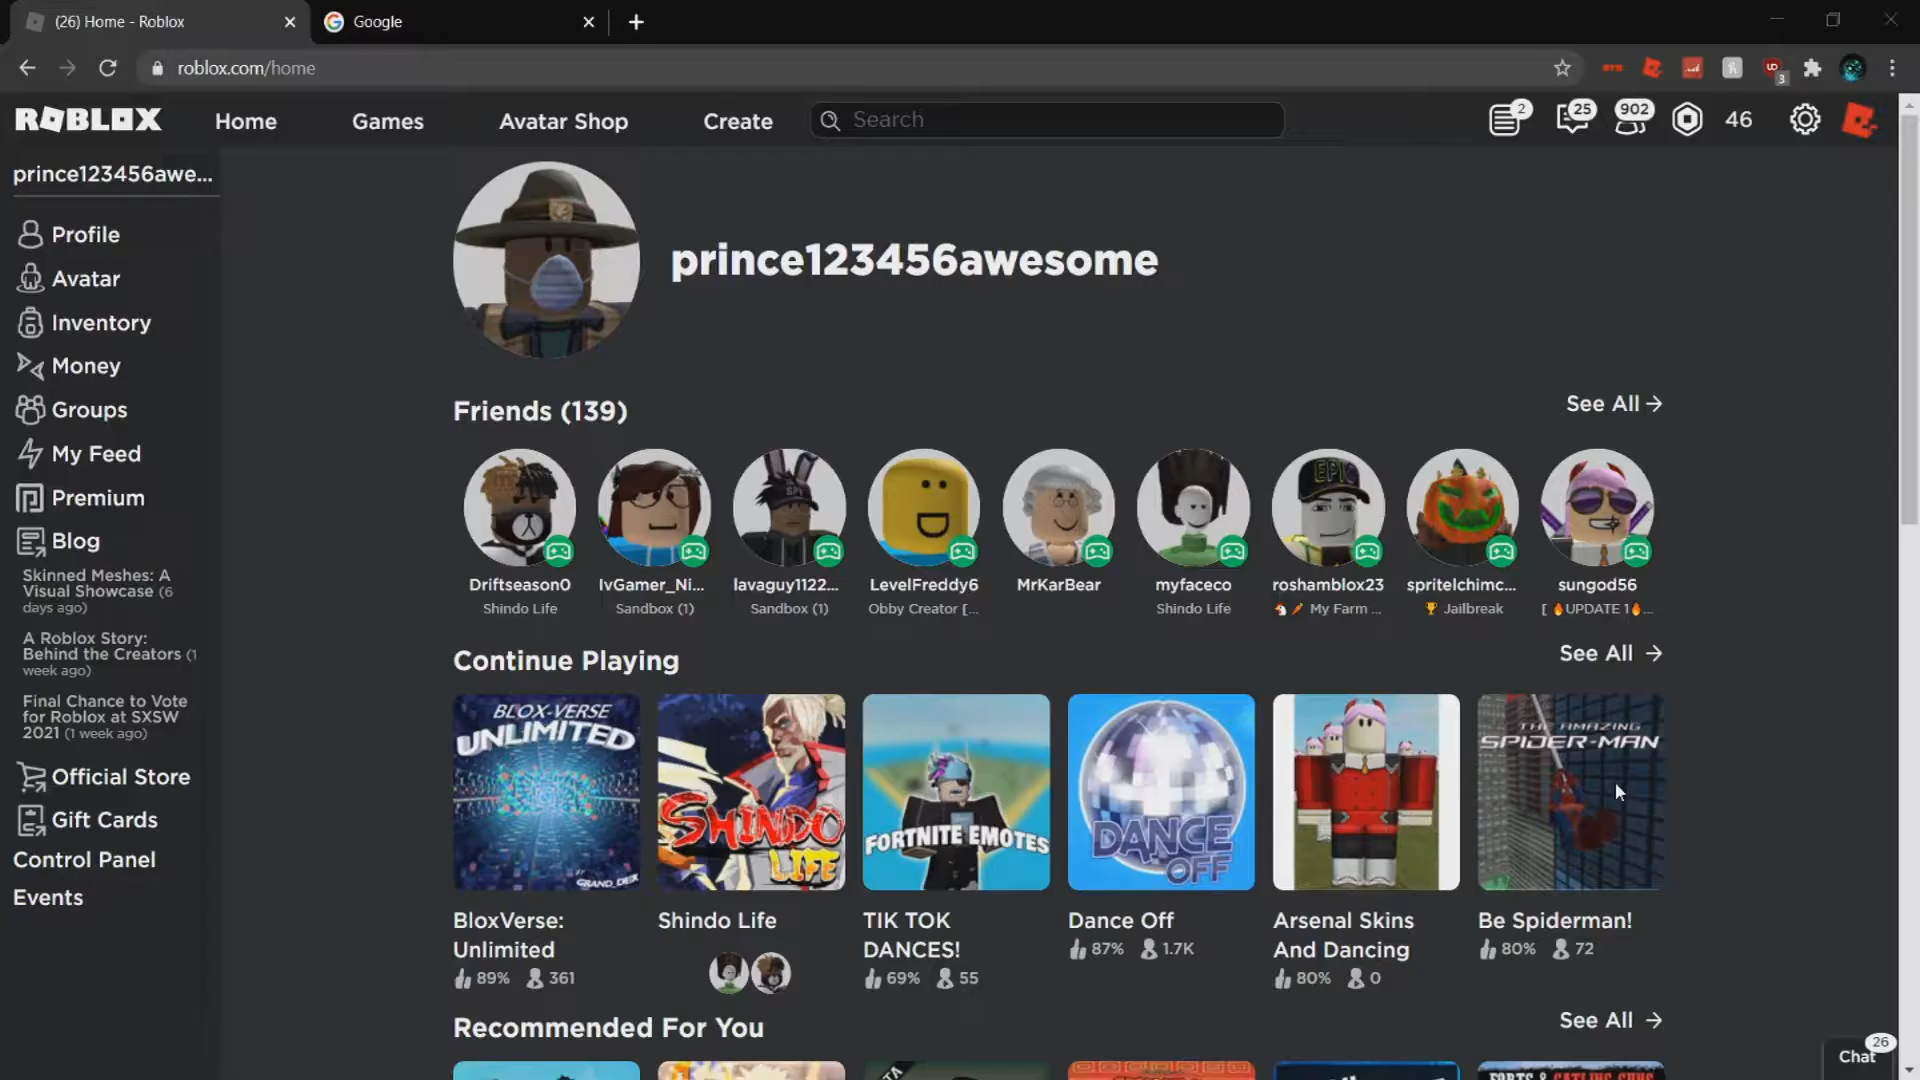 (26) Home - Roblox
Google
roblox.com/home
3
ROBLOX
Home
Games
Avatar Shop
Create
Search
2
25
902
46
prince123456awe...
Profile
Avatar
Inventory
Money
Groups
My Feed
Premium
Blog
Skinned Meshes: A
Visual Showcase (6
days ago)
A Roblox Story:
Behind the Creators (1
week ago)
Final Chance to Vote
for Roblox at SXSW
2021 (1 week ago)
Official Store
Gift Cards
Control Panel
Events
prince123456awesome
Friends (139)
See All
EPIC
Driftseason0
IvGamer_Ni...
lavaguy1122...
LevelFreddy6
MrKarBear
myfaceco
roshamblox23
spritelchimc...
sungod56
Shindo Life
Sandbox (1)
Sandbox (1)
Obby Creator [...
Shindo Life
My Farm ...
Jailbreak
[ 🔥UPDATE 1🔥...
Continue Playing
See All
BLOX-VERSE
UNLIMITED
GRAND_DEIX
SHINDO
LIFE
FORTNITE EMOTES
DANCE
OFF
THE AMAZING
SPIDER-MAN
BloxVerse:
Unlimited
89% 361
Shindo Life
TIK TOK
DANCES!
69% 55
Dance Off
87% 1.7K
Arsenal Skins
And Dancing
80% 0
Be Spiderman!
80% 72
Recommended For You
See All
Chat
26